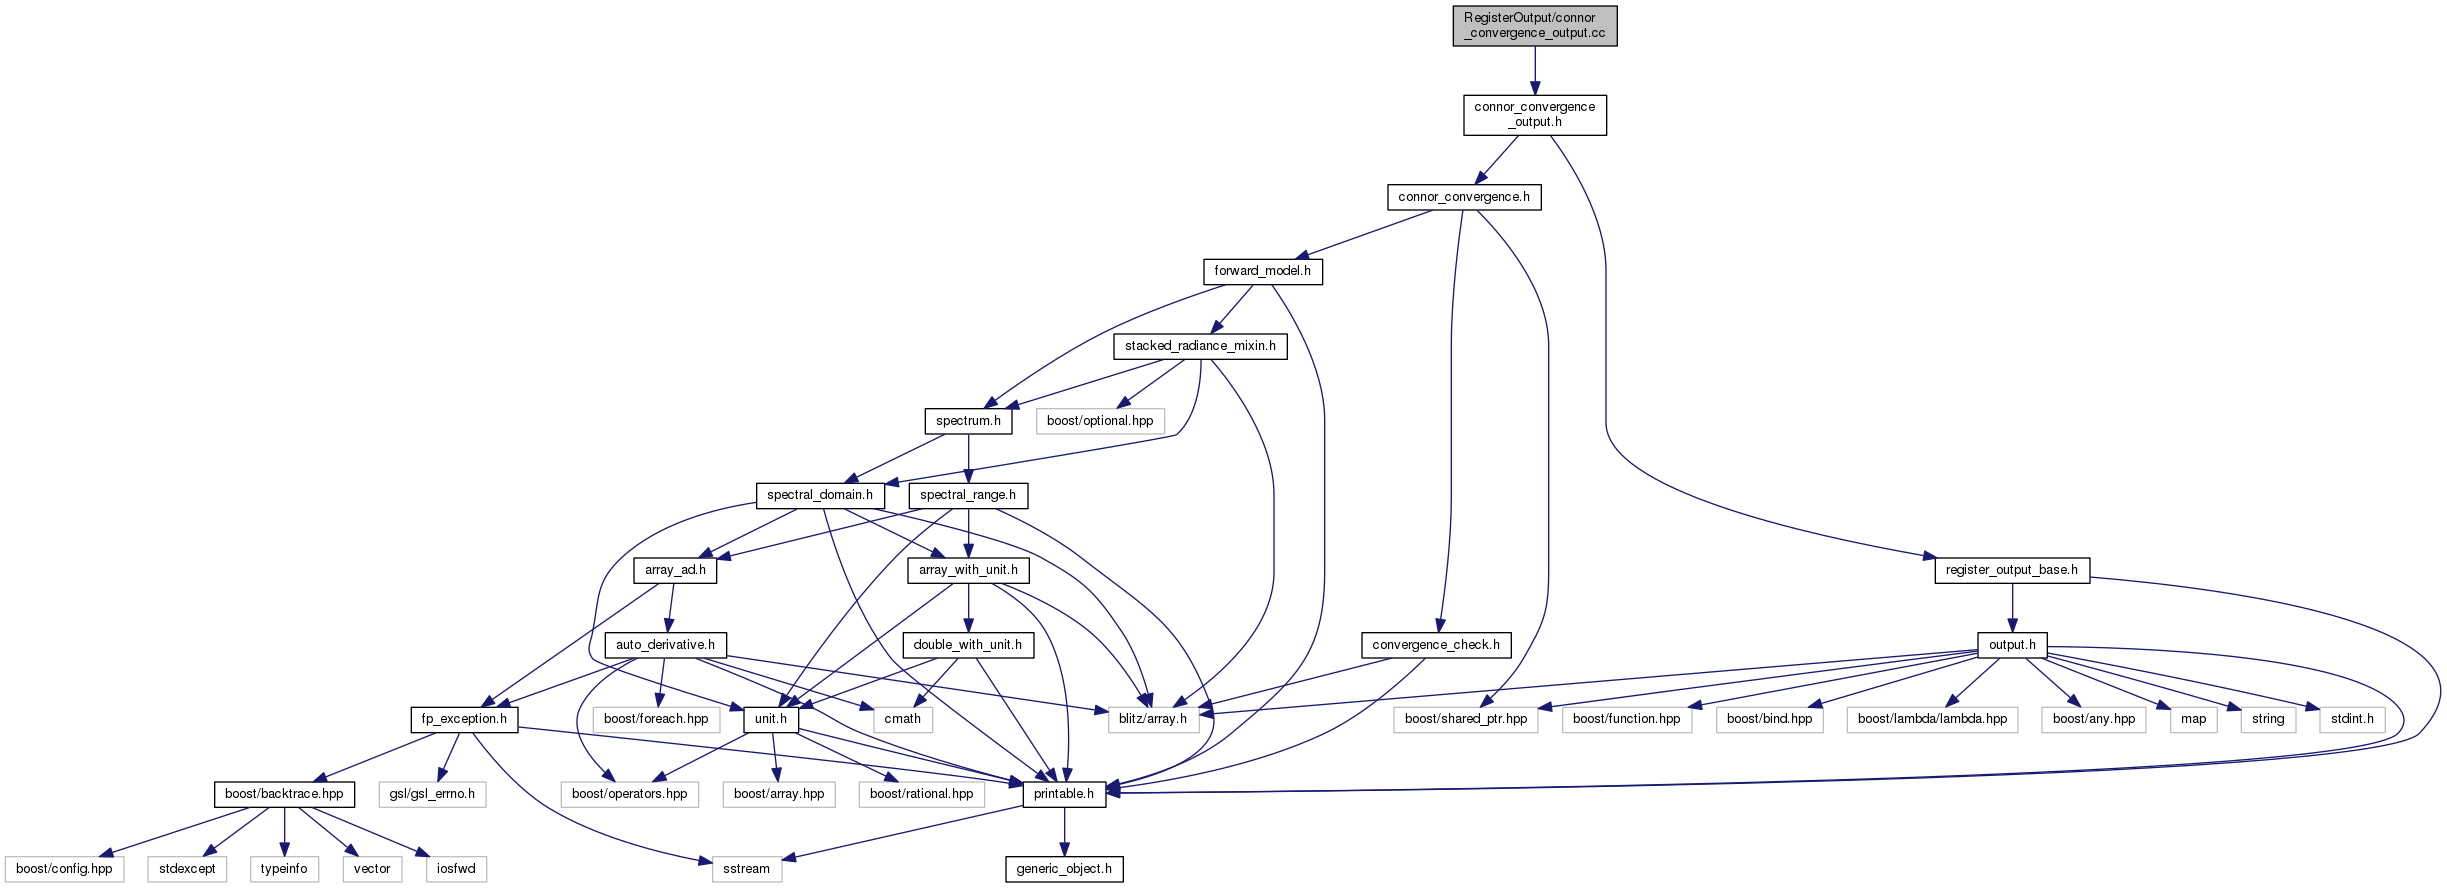 RegisterOutput/connor
_convergence_output.cc
connor_convergence
_output.h
connor_convergence.h
forward_model.h
stacked_radiance_mixin.h
spectrum.h
boost/optional.hpp
spectral_domain.h
spectral_range.h
array_ad.h
array_with_unit.h
register_output_base.h
auto_derivative.h
double_with_unit.h
convergence_check.h
output.h
fp_exception.h
boost/foreach.hpp
unit.h
cmath
blitz/array.h
boost/shared_ptr.hpp
boost/function.hpp
boost/bind.hpp
boost/lambda/lambda.hpp
boost/any.hpp
map
string
stdint.h
boost/backtrace.hpp
gsl/gsl_errno.h
boost/operators.hpp
boost/array.hpp
boost/rational.hpp
printable.h
boost/config.hpp
stdexcept
typeinfo
vector
iosfwd
sstream
generic_object.h